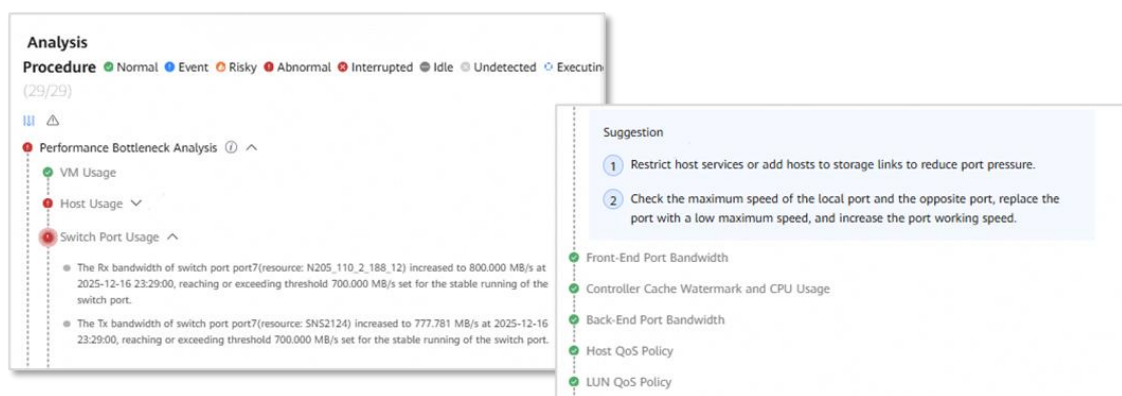 Analysis
Procedure Normal Event Risky Abnormal Interrupted Idle Undetected Executin
(29/29)
Performance Bottleneck Analysis
VM Usage
Host Usage
Switch Port Usage
The Rx bandwidth of switch port port7(resource: N205_110_2_188_12) increased to 800.000 MB/s at
2025-12-16 23:29:00, reaching or exceeding threshold 700.000 MB/s set for the stable running of the
switch port.
The Tx bandwidth of switch port port7(resource: SNS2124) increased to 777.781 MB/s at 2025-12-16
23:29:00, reaching or exceeding threshold 700.000 MB/s set for the stable running of the switch port.
Suggestion
1 Restrict host services or add hosts to storage links to reduce port pressure.
2 Check the maximum speed of the local port and the opposite port, replace the
port with a low maximum speed, and increase the port working speed.
Front-End Port Bandwidth
Controller Cache Watermark and CPU Usage
Back-End Port Bandwidth
Host QoS Policy
LUN QoS Policy